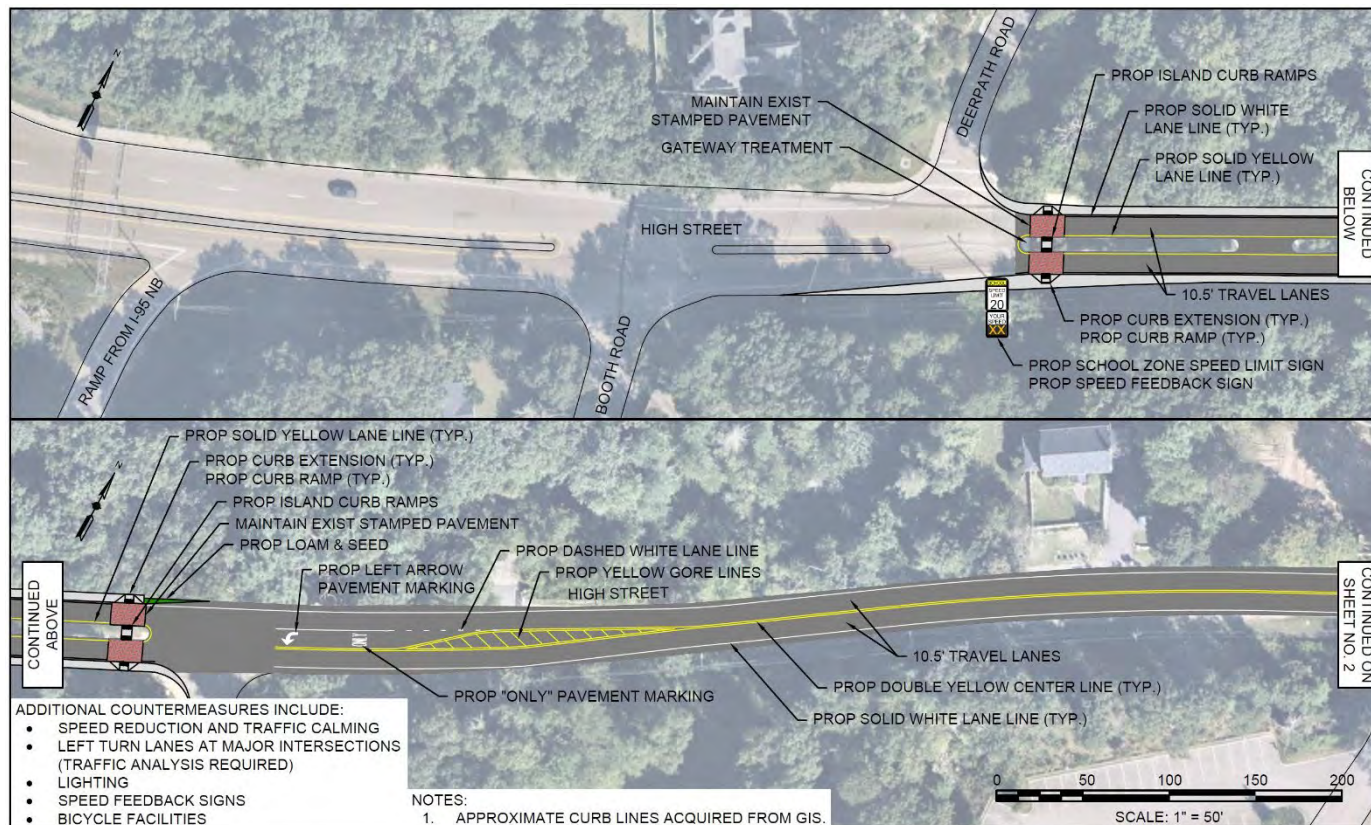 DEERPATH ROAD
PROP ISLAND CURB RAMPS
MAINTAIN EXIST
STAMPED PAVEMENT
PROP SOLID WHITE
LANE LINE (TYP.)
GATEWAY TREATMENT
PROP SOLID YELLOW
LANE LINE (TYP.)
CONTINUED
BELOW
HIGH STREET
N
RAMP FROM I-95 NB
BOOTH ROAD
SCHOOL
SPEED
LIMIT
20
YOUR
SPEED
XX
10.5' TRAVEL LANES
PROP CURB EXTENSION (TYP.)
PROP CURB RAMP (TYP.)
PROP SCHOOL ZONE SPEED LIMIT SIGN
PROP SPEED FEEDBACK SIGN
PROP SOLID YELLOW LANE LINE (TYP.)
PROP CURB EXTENSION (TYP.)
PROP CURB RAMP (TYP.)
PROP ISLAND CURB RAMPS
MAINTAIN EXIST STAMPED PAVEMENT
PROP LOAM & SEED
N
PROP LEFT ARROW
PAVEMENT MARKING
PROP DASHED WHITE LANE LINE
PROP YELLOW GORE LINES
HIGH STREET
CONTINUED
ABOVE
ONLY
10.5' TRAVEL LANES
PROP "ONLY" PAVEMENT MARKING
PROP DOUBLE YELLOW CENTER LINE (TYP.)
PROP SOLID WHITE LANE LINE (TYP.)
CONTINUED ON
SHEET NO. 2
ADDITIONAL COUNTERMEASURES INCLUDE:
• SPEED REDUCTION AND TRAFFIC CALMING
• LEFT TURN LANES AT MAJOR INTERSECTIONS
(TRAFFIC ANALYSIS REQUIRED)
• LIGHTING
• SPEED FEEDBACK SIGNS
• BICYCLE FACILITIES
NOTES:
1. APPROXIMATE CURB LINES ACQUIRED FROM GIS.
0 50 100 150 200
SCALE: 1" = 50'